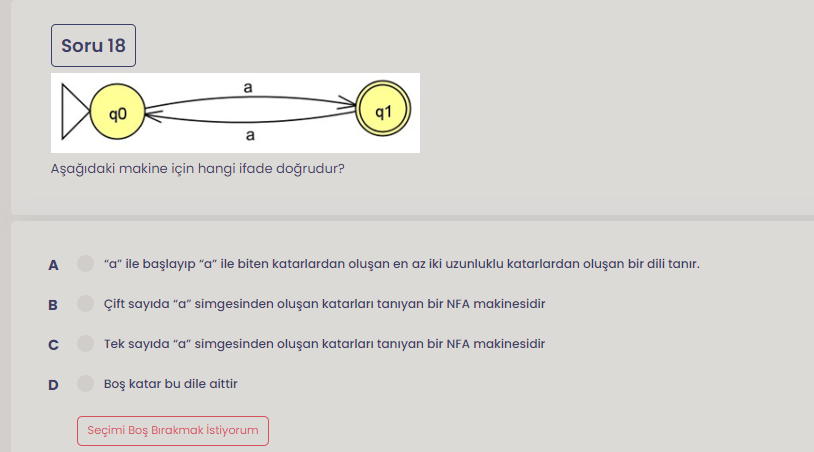 Soru 18
a
q0
q1
a
Aşağıdaki makine için hangi ifade doğrudur?
A "a" ile başlayıp "a" ile biten katarlardan oluşan en az iki uzunluklu katarlardan oluşan bir dili tanır.
B Çift sayıda "a" simgesinden oluşan katarları tanıyan bir NFA makinesidir
C Tek sayıda "a" simgesinden oluşan katarları tanıyan bir NFA makinesidir
D Boş katar bu dile aittir
Seçimi Boş Bırakmak İstiyorum